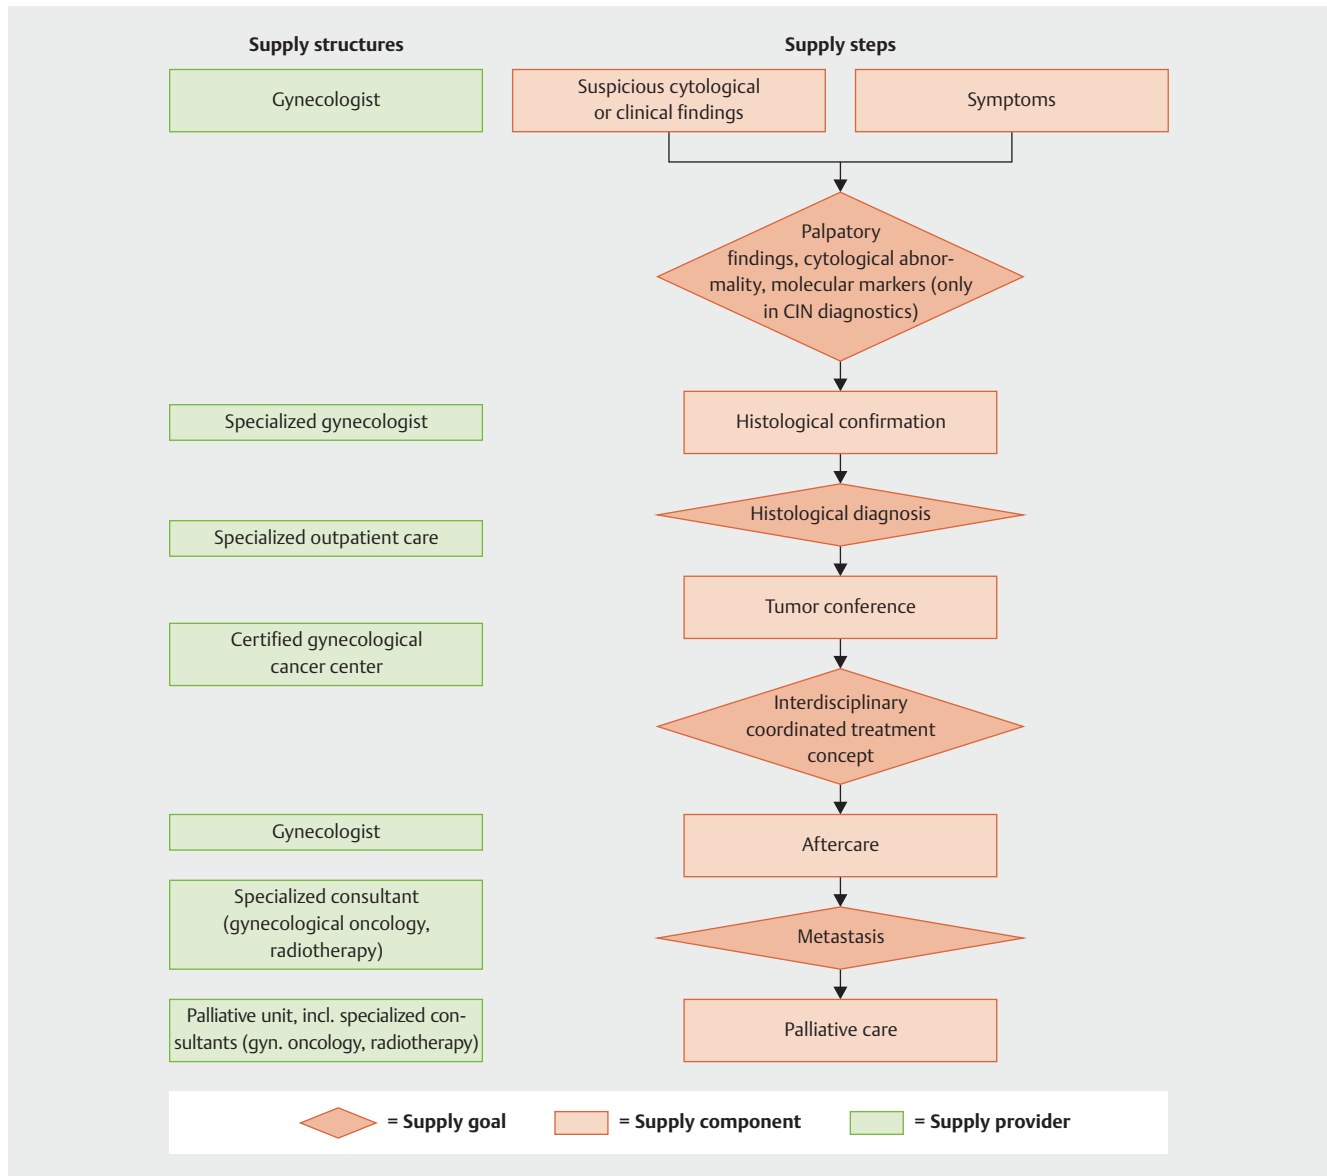 Supply structures
Supply steps
Gynecologist
Suspicious cytological
or clinical findings
Symptoms
Palpatory
findings, cytological abnor-
mality, molecular markers (only
in CIN diagnostics)
Specialized gynecologist
Histological confirmation
Histological diagnosis
Specialized outpatient care
Tumor conference
Certified gynecological
cancer center
Interdisciplinary
coordinated treatment
concept
Gynecologist
Aftercare
Specialized consultant
(gynecological oncology,
radiotherapy)
Metastasis
Palliative unit, incl. specialized con-
sultants (gyn. oncology, radiotherapy)
Palliative care
= Supply goal
= Supply component
= Supply provider